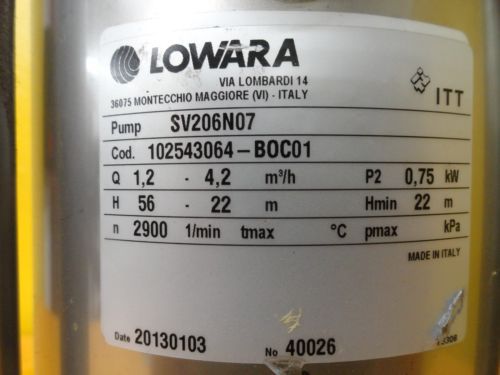 LOWARA
VIA LOMBARDI 14
36075 MONTECCHIO MAGGIORE (VI) - ITALY
ITT
Pump SV206N07
Cod. 102543064-BOC01
Q 1,2 - 4,2 m³/h P2 0,75 kW
H 56 - 22 m Hmin 22 m
n 2900 1/min tmax °C pmax kPa
MADE IN ITALY
Date 20130103 No 40026